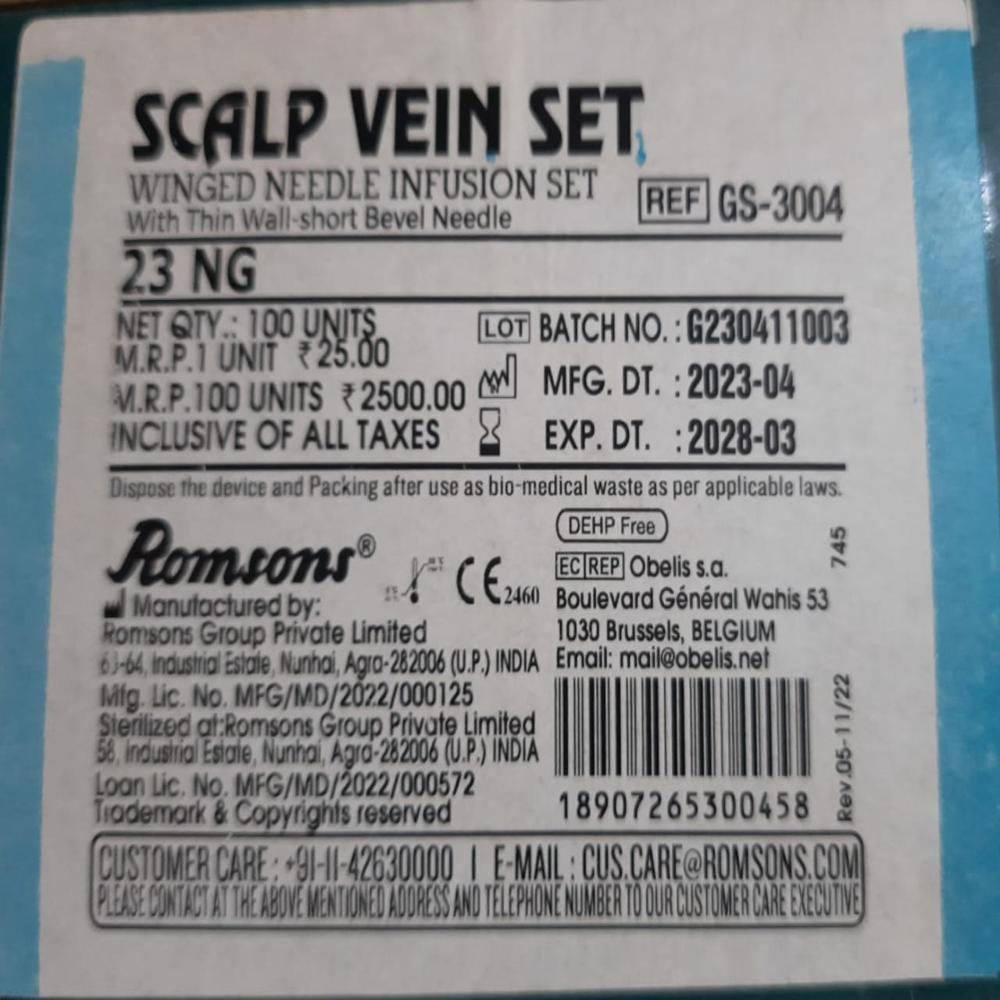 SCALP VEIN SET
WINGED NEEDLE INFUSION SET
With Thin Wall-short Bevel Needle
REF GS-3004
23 NG
NET QTY.: 100 UNITS
M.R.P.1 UNIT ₹25.00
M.R.P.100 UNITS ₹2500.00
INCLUSIVE OF ALL TAXES
LOT BATCH NO. : G230411003
MFG. DT. : 2023-04
EXP. DT. : 2028-03
Dispose the device and Packing after use as bio-medical waste as per applicable laws.
Romsons®
CE 2460
Manufactured by:
Romsons Group Private Limited
63-64, Industrial Estate, Nunhai, Agra-282006 (U.P.) INDIA
Mfg. Lic. No. MFG/MD/2022/000125
Sterilized at:Romsons Group Private Limited
58, Industrial Estate, Nunhai, Agra-282006 (U.P.) INDIA
Loan Lic. No. MFG/MD/2022/000572
Trademark & Copyrights reserved
DEHP Free
EC REP Obelis s.a.
Boulevard Général Wahis 53
1030 Brussels, BELGIUM
Email: mail@obelis.net
18907265300458
745
Rev.05-11/22
CUSTOMER CARE : +91-11-42630000 | E-MAIL : CUS.CARE@ROMSONS.COM
PLEASE CONTACT AT THE ABOVE MENTIONED ADDRESS AND TELEPHONE NUMBER TO OUR CUSTOMER CARE EXECUTIVE